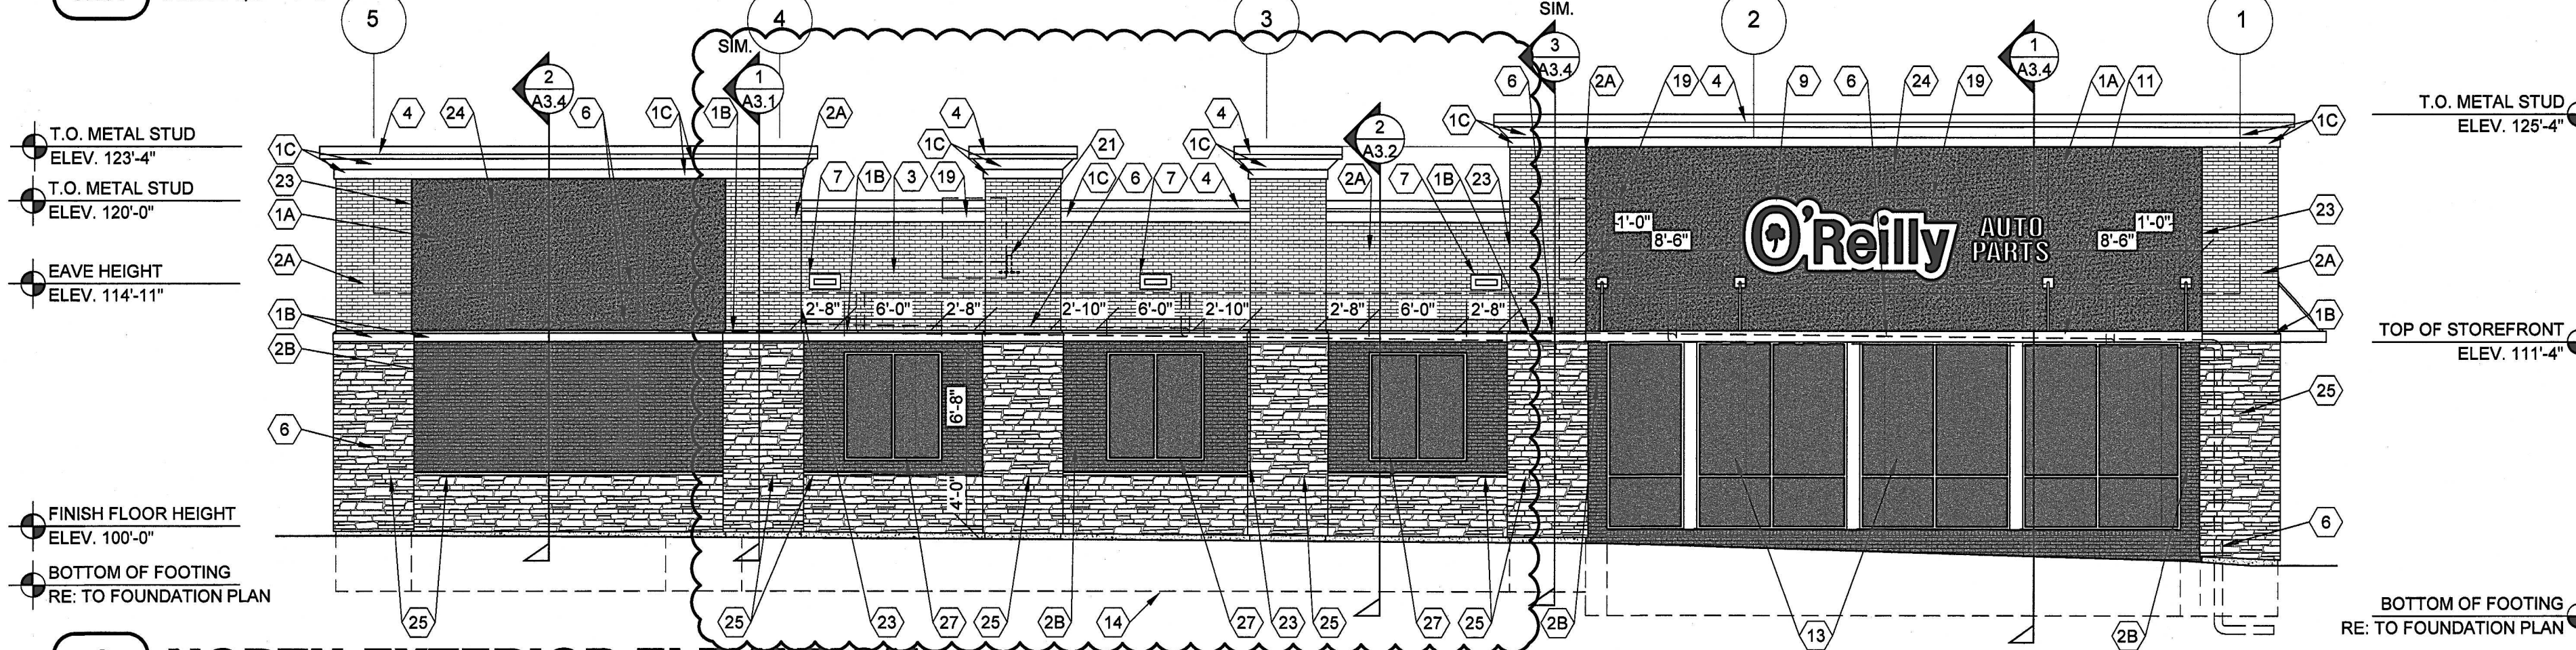 5
4
3
SIM.
2
1
SIM.
2
A3.4
1
A3.1
2
A3.2
3
A3.4
1
A3.4
4
24
6
1C
1B
2A
4
1C
4
1C
21
6
2A
19
4
9
6
24
19
1A
11
7
1B
3
19
1C
6
7
4
2A
7
1B
23
1C
1C
T.O. METAL STUD
ELEV. 123'-4"
T.O. METAL STUD
ELEV. 120'-0"
EAVE HEIGHT
ELEV. 114'-11"
FINISH FLOOR HEIGHT
ELEV. 100'-0"
BOTTOM OF FOOTING
RE: TO FOUNDATION PLAN
1C
23
1A
2A
1B
2B
6
2'-8"
6'-0"
2'-8"
2'-10"
6'-0"
2'-10"
2'-8"
6'-0"
2'-8"
6'-8"
4'-0"
1'-0"
8'-6"
O'Reilly
AUTO
PARTS
8'-6"
1'-0"
T.O. METAL STUD
ELEV. 125'-4"
TOP OF STOREFRONT
ELEV. 111'-4"
BOTTOM OF FOOTING
RE: TO FOUNDATION PLAN
23
2A
1B
25
6
25
25
23
27
25
2B
14
27
23
25
27
25
2B
13
2B